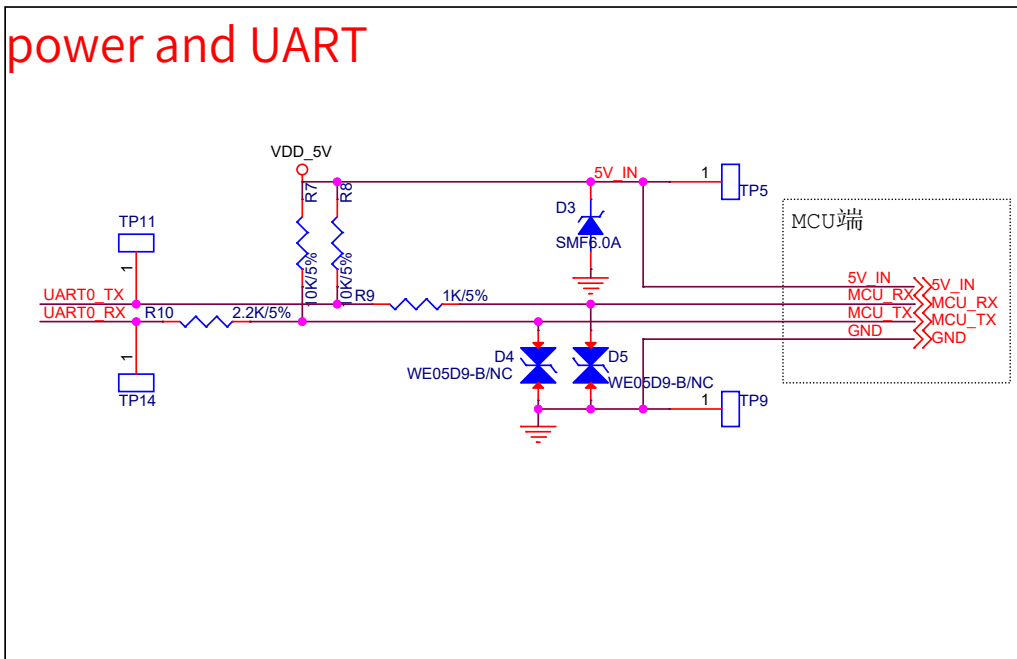 power and UART
VDD_5V
R7
R8
5V_IN
1
TP5
D3
SMF6.0A
MCU端
TP11
1
10K/5%
10K/5%
5V_IN
5V_IN
UART0_TX
R9
1K/5%
MCU_RX
MCU_RX
UART0_RX
R10
2.2K/5%
MCU_TX
MCU_TX
GND
GND
1
TP14
D4
WE05D9-B/NC
D5
WE05D9-B/NC
1
TP9